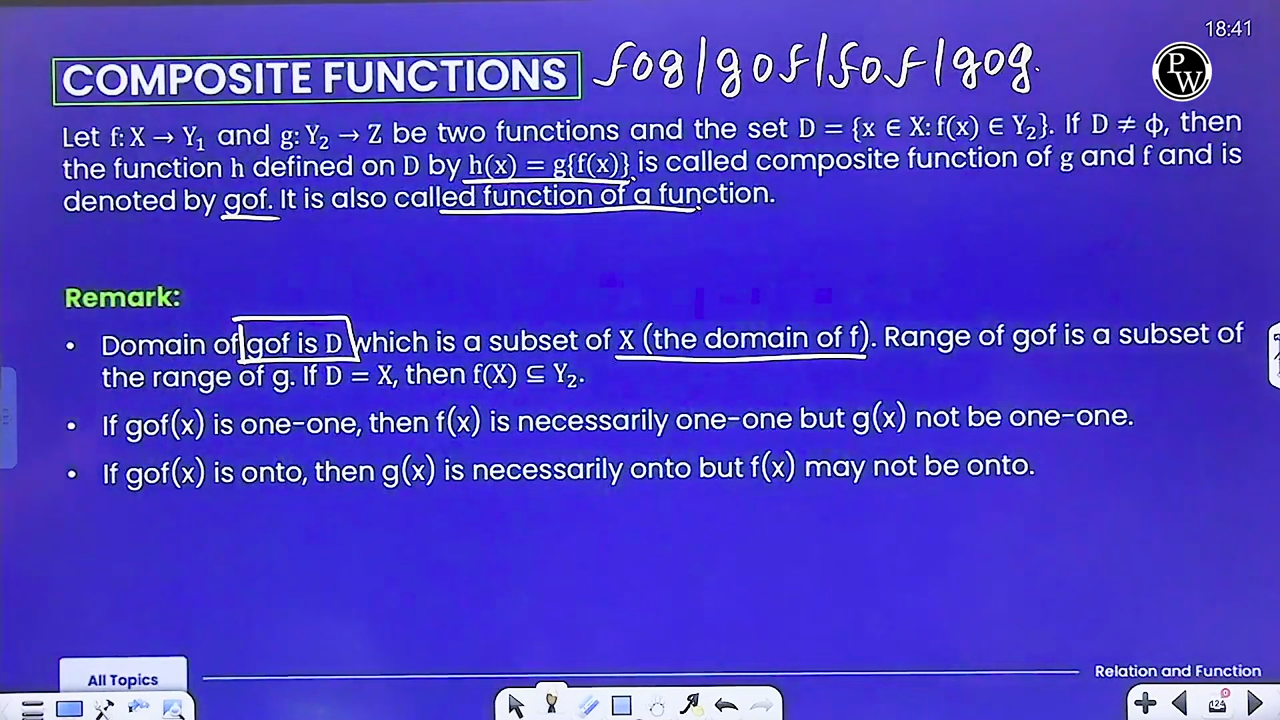 18:41
COMPOSITE FUNCTIONS fog/gof/fof/gog.
PW
Let f: X → Y₁ and g: Y₂ → Z be two functions and the set D = {x ∈ X: f(x) ∈ Y₂}. If D ≠ ϕ, then
the function h defined on D by h(x) = g{f(x)} is called composite function of g and f and is
denoted by gof. It is also called function of a function.
Remark:
• Domain of gof is D which is a subset of X (the domain of f). Range of gof is a subset of
the range of g. If D = X, then f(X) ⊆ Y₂.
• If gof(x) is one-one, then f(x) is necessarily one-one but g(x) not be one-one.
• If gof(x) is onto, then g(x) is necessarily onto but f(x) may not be onto.
All Topics
Relation and Function
124